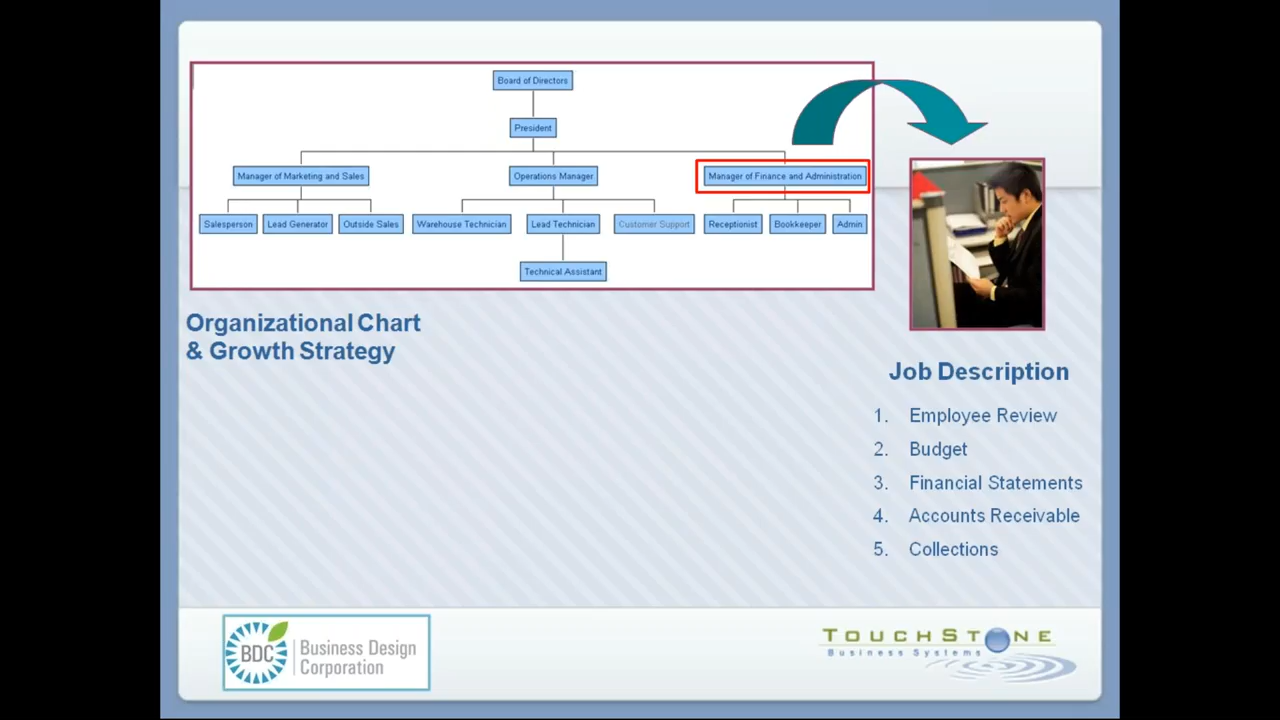 Board of Directors
President
Manager of Marketing and Sales
Operations Manager
Manager of Finance and Administration
Salesperson
Lead Generator
Outside Sales
Warehouse Technician
Lead Technician
Customer Support
Receptionist
Bookkeeper
Admin
Technical Assistant
Organizational Chart
& Growth Strategy
Job Description
1. Employee Review
2. Budget
3. Financial Statements
4. Accounts Receivable
5. Collections
BDC
Business Design
Corporation
TOUCHSTONE
Business Systems